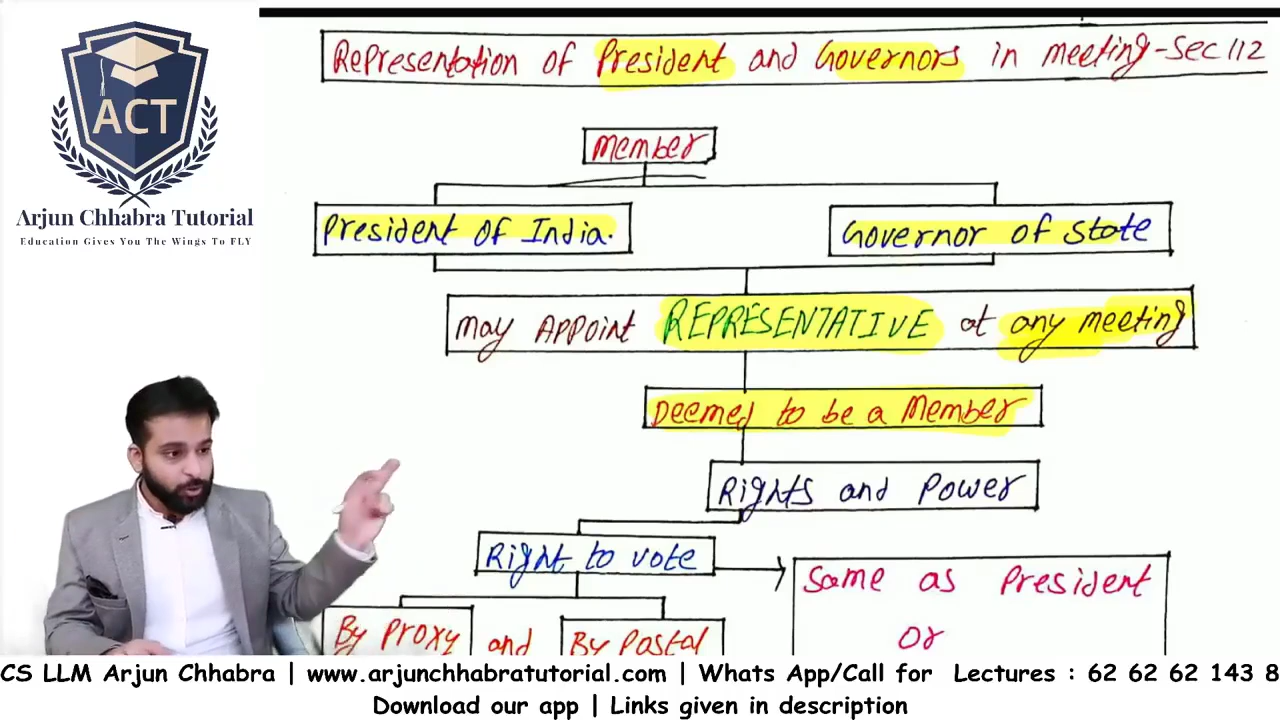 Representation of President and Governors in meeting-Sec 112
Member
President of India.
Governor of State
May Appoint REPRESENTATIVE at any meeting
Deemed to be a Member
Rights and Power
Right to vote
Same as President
or
By Proxy and By Postal
ACT
Arjun Chhabra Tutorial
Education Gives You The Wings To FLY
CS LLM Arjun Chhabra | www.arjunchhabratutorial.com | Whats App/Call for Lectures : 62 62 62 143 8
Download our app | Links given in description